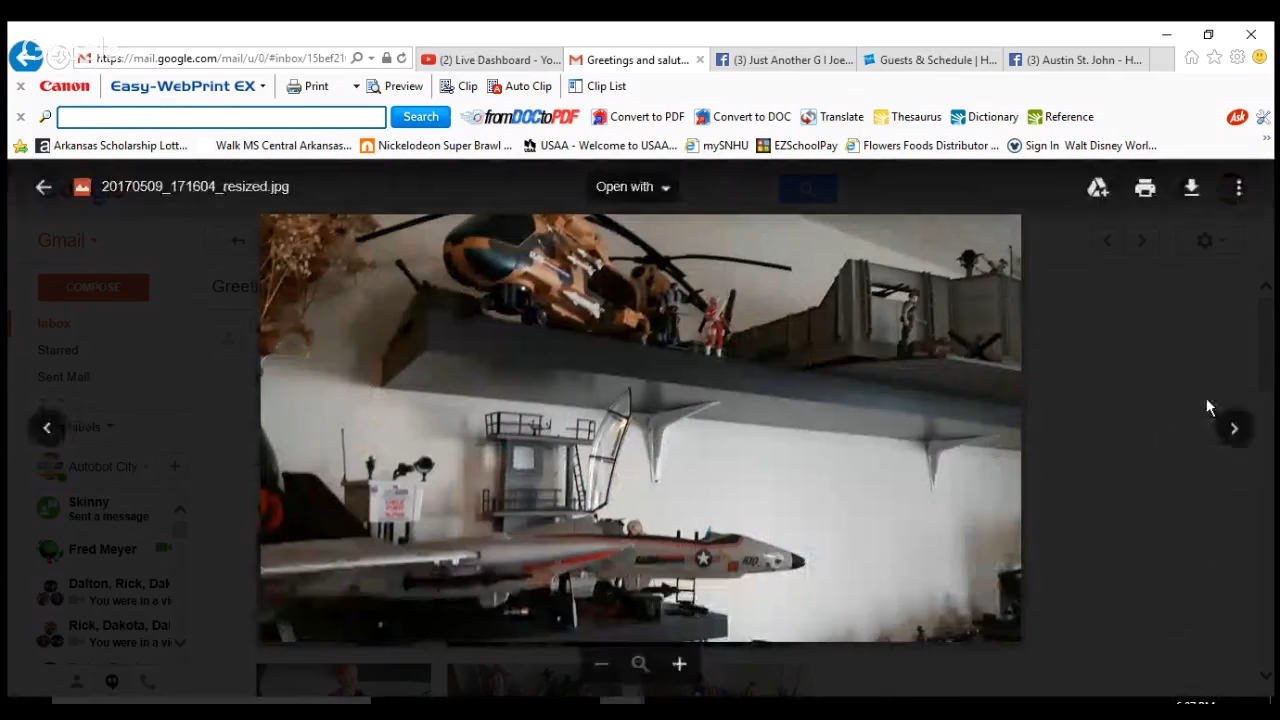 https://mail.google.com/mail/u/0/#inbox/15bef21
(2) Live Dashboard - Yo...
Greetings and salut...
(3) Just Another G I Joe...
Guests & Schedule | H...
(3) Austin St. John - H...
Canon Easy-WebPrint EX Print Preview Clip Auto Clip Clip List
Search fromDOCtoPDF Convert to PDF Convert to DOC Translate Thesaurus Dictionary Reference Ask
Arkansas Scholarship Lott... Walk MS Central Arkansas... Nickelodeon Super Brawl ... USAA - Welcome to USAA... mySNHU EZSchoolPay Flowers Foods Distributor ... Sign In Walt Disney Worl...
20170509_171604_resized.jpg Open with
Gmail
COMPOSE
Greeti
Inbox
Starred
Sent Mail
labels
Autobot City
Skinny
Sent a message
Fred Meyer
Dalton, Rick, Dak
You were in a vi
Rick, Dakota, Dal
You were in a vi